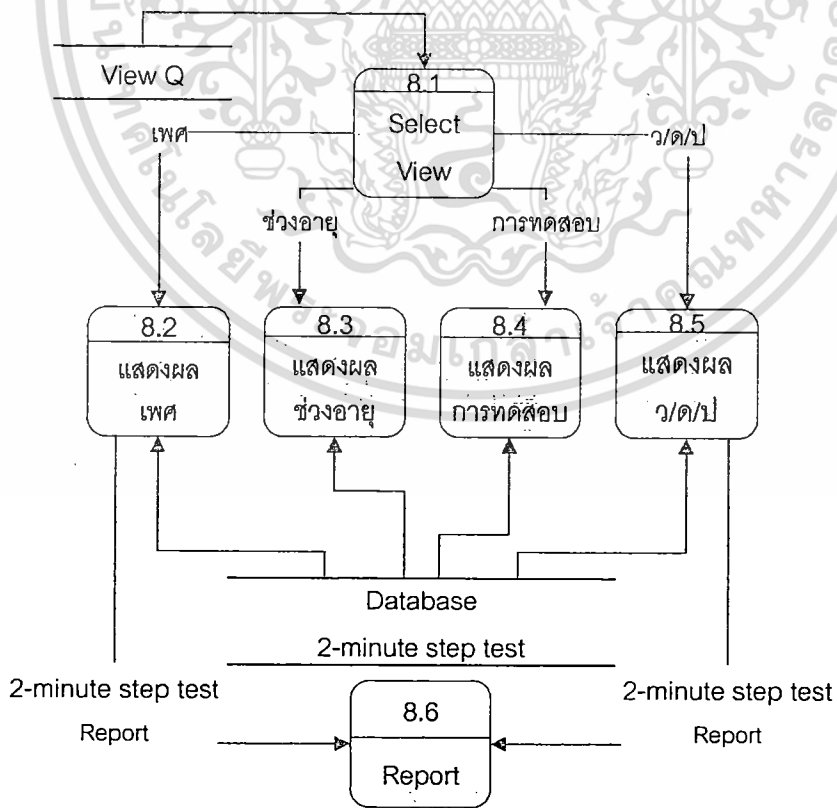 View Q
8.1
Select
View
เพศ
ว/ด/ป
ช่วงอายุ
การทดสอบ
8.2
แสดงผล
เพศ
8.3
แสดงผล
ช่วงอายุ
8.4
แสดงผล
การทดสอบ
8.5
แสดงผล
ว/ด/ป
Database
2-minute step test
2-minute step test
Report
8.6
Report
2-minute step test
Report